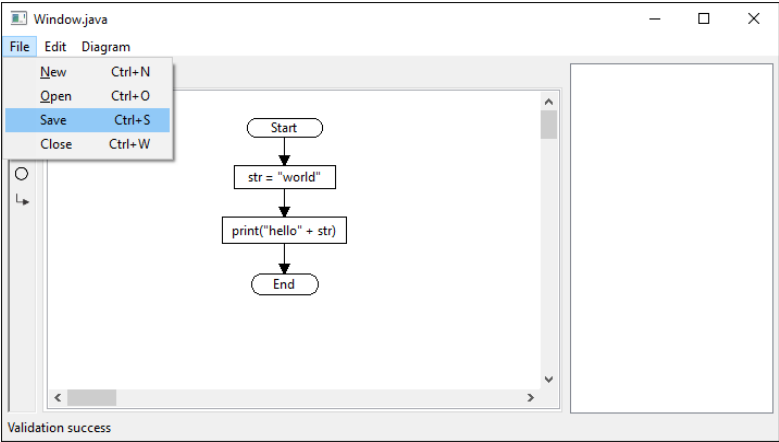 Window.java
File Edit Diagram
New Ctrl+N
Open Ctrl+O
Save Ctrl+S
Close Ctrl+W
Start
str = "world"
print("hello" + str)
End
Validation success